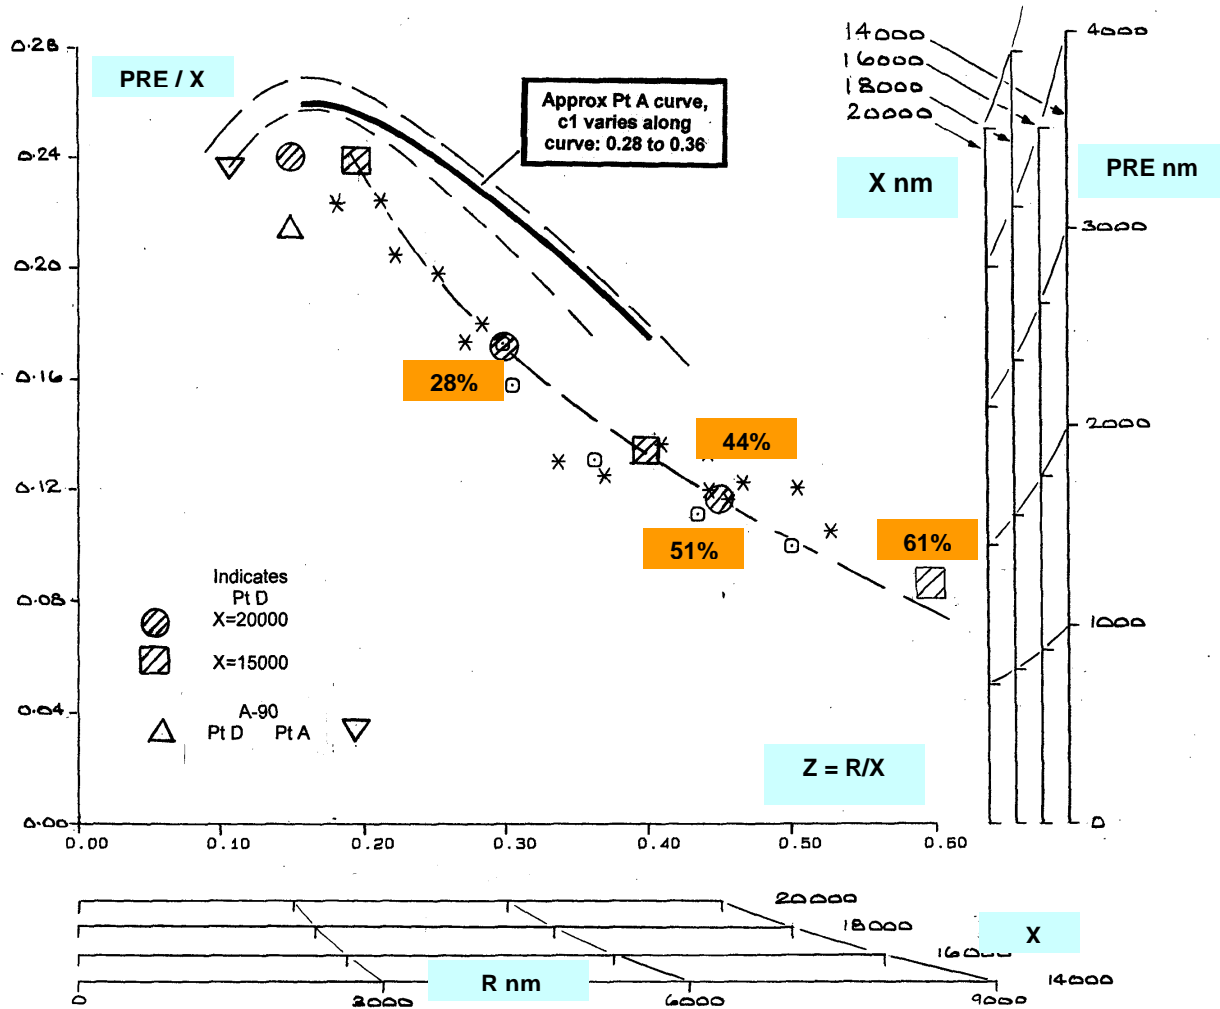 0.28
PRE / X
0.24
0.20
0.16
0.12
0.08
0.04
0.00
Approx Pt A curve,
c1 varies along
curve: 0.28 to 0.36
14000
16000
18000
20000
X nm
4000
PRE nm
3000
2000
1000
0
28%
44%
51%
61%
Indicates
Pt D
X=20000
X=15000
A-90
Pt D Pt A
Z = R/X
0.00 0.10 0.20 0.30 0.40 0.50 0.60
20000
18000
X
14000
R nm
0 3000 6000 9000